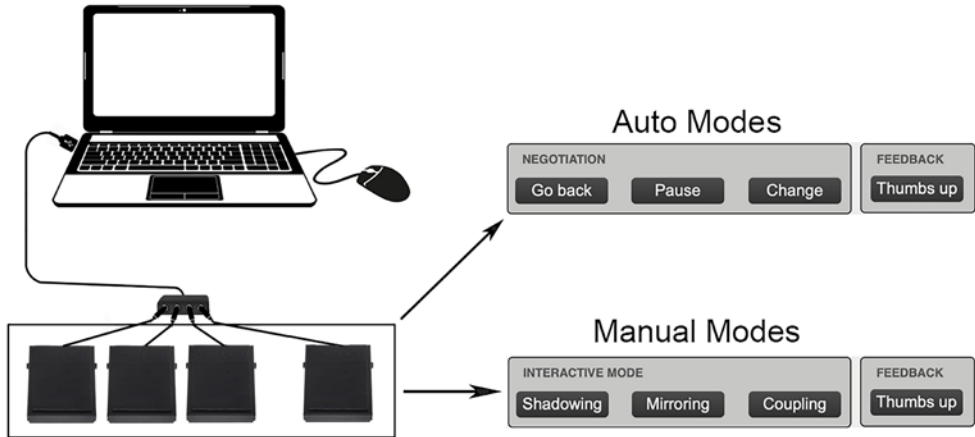 Auto Modes
NEGOTIATION
Go back
Pause
Change
FEEDBACK
Thumbs up
Manual Modes
INTERACTIVE MODE
Shadowing
Mirroring
Coupling
FEEDBACK
Thumbs up